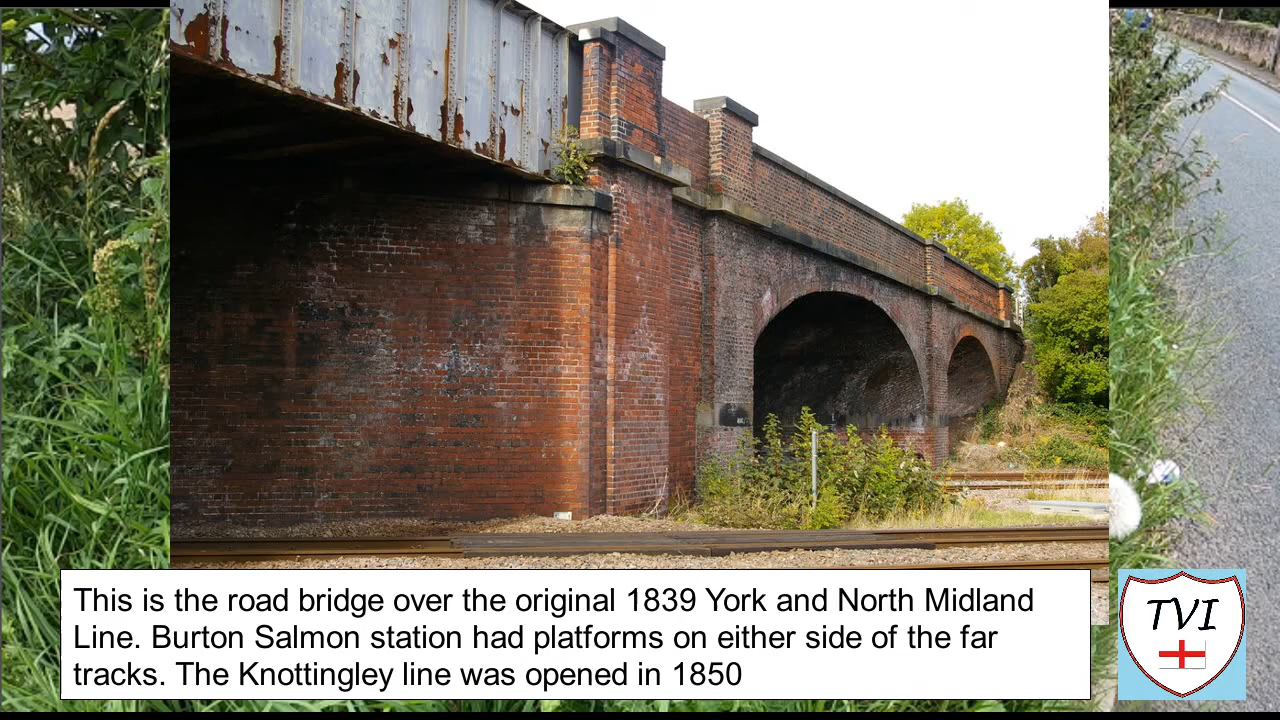 This is the road bridge over the original 1839 York and North Midland
Line. Burton Salmon station had platforms on either side of the far
tracks. The Knottingley line was opened in 1850
TVI